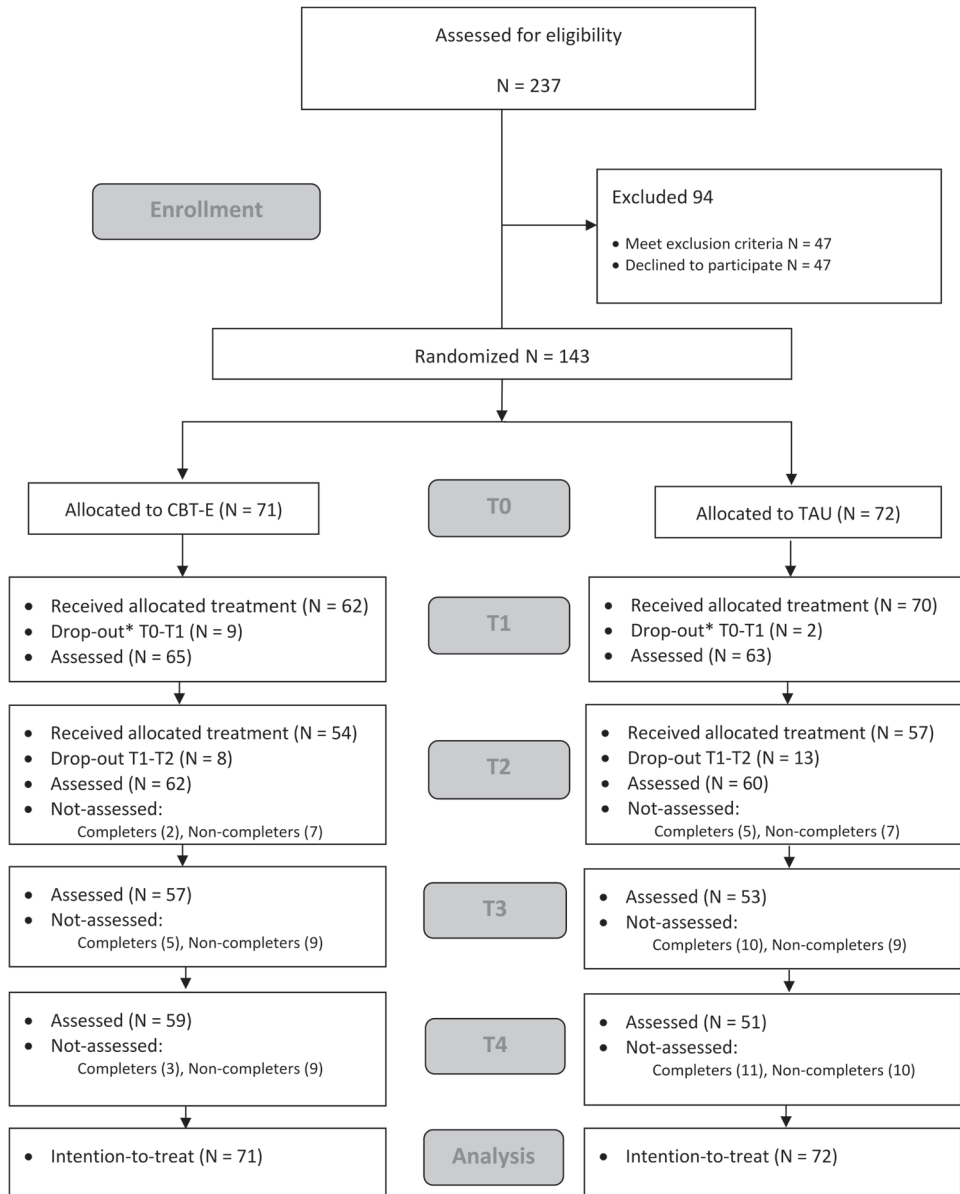 Assessed for eligibility
N = 237
Enrollment
Excluded 94
• Meet exclusion criteria N = 47
• Declined to participate N = 47
Randomized N = 143
Allocated to CBT-E (N = 71)
T0
Allocated to TAU (N = 72)
• Received allocated treatment (N = 62)
• Drop-out* T0-T1 (N = 9)
• Assessed (N = 65)
T1
• Received allocated treatment (N = 70)
• Drop-out* T0-T1 (N = 2)
• Assessed (N = 63)
• Received allocated treatment (N = 54)
• Drop-out T1-T2 (N = 8)
• Assessed (N = 62)
• Not-assessed:
Completers (2), Non-completers (7)
T2
• Received allocated treatment (N = 57)
• Drop-out T1-T2 (N = 13)
• Assessed (N = 60)
• Not-assessed:
Completers (5), Non-completers (7)
• Assessed (N = 57)
• Not-assessed:
Completers (5), Non-completers (9)
T3
• Assessed (N = 53)
• Not-assessed:
Completers (10), Non-completers (9)
• Assessed (N = 59)
• Not-assessed:
Completers (3), Non-completers (9)
T4
• Assessed (N = 51)
• Not-assessed:
Completers (11), Non-completers (10)
• Intention-to-treat (N = 71)
Analysis
• Intention-to-treat (N = 72)